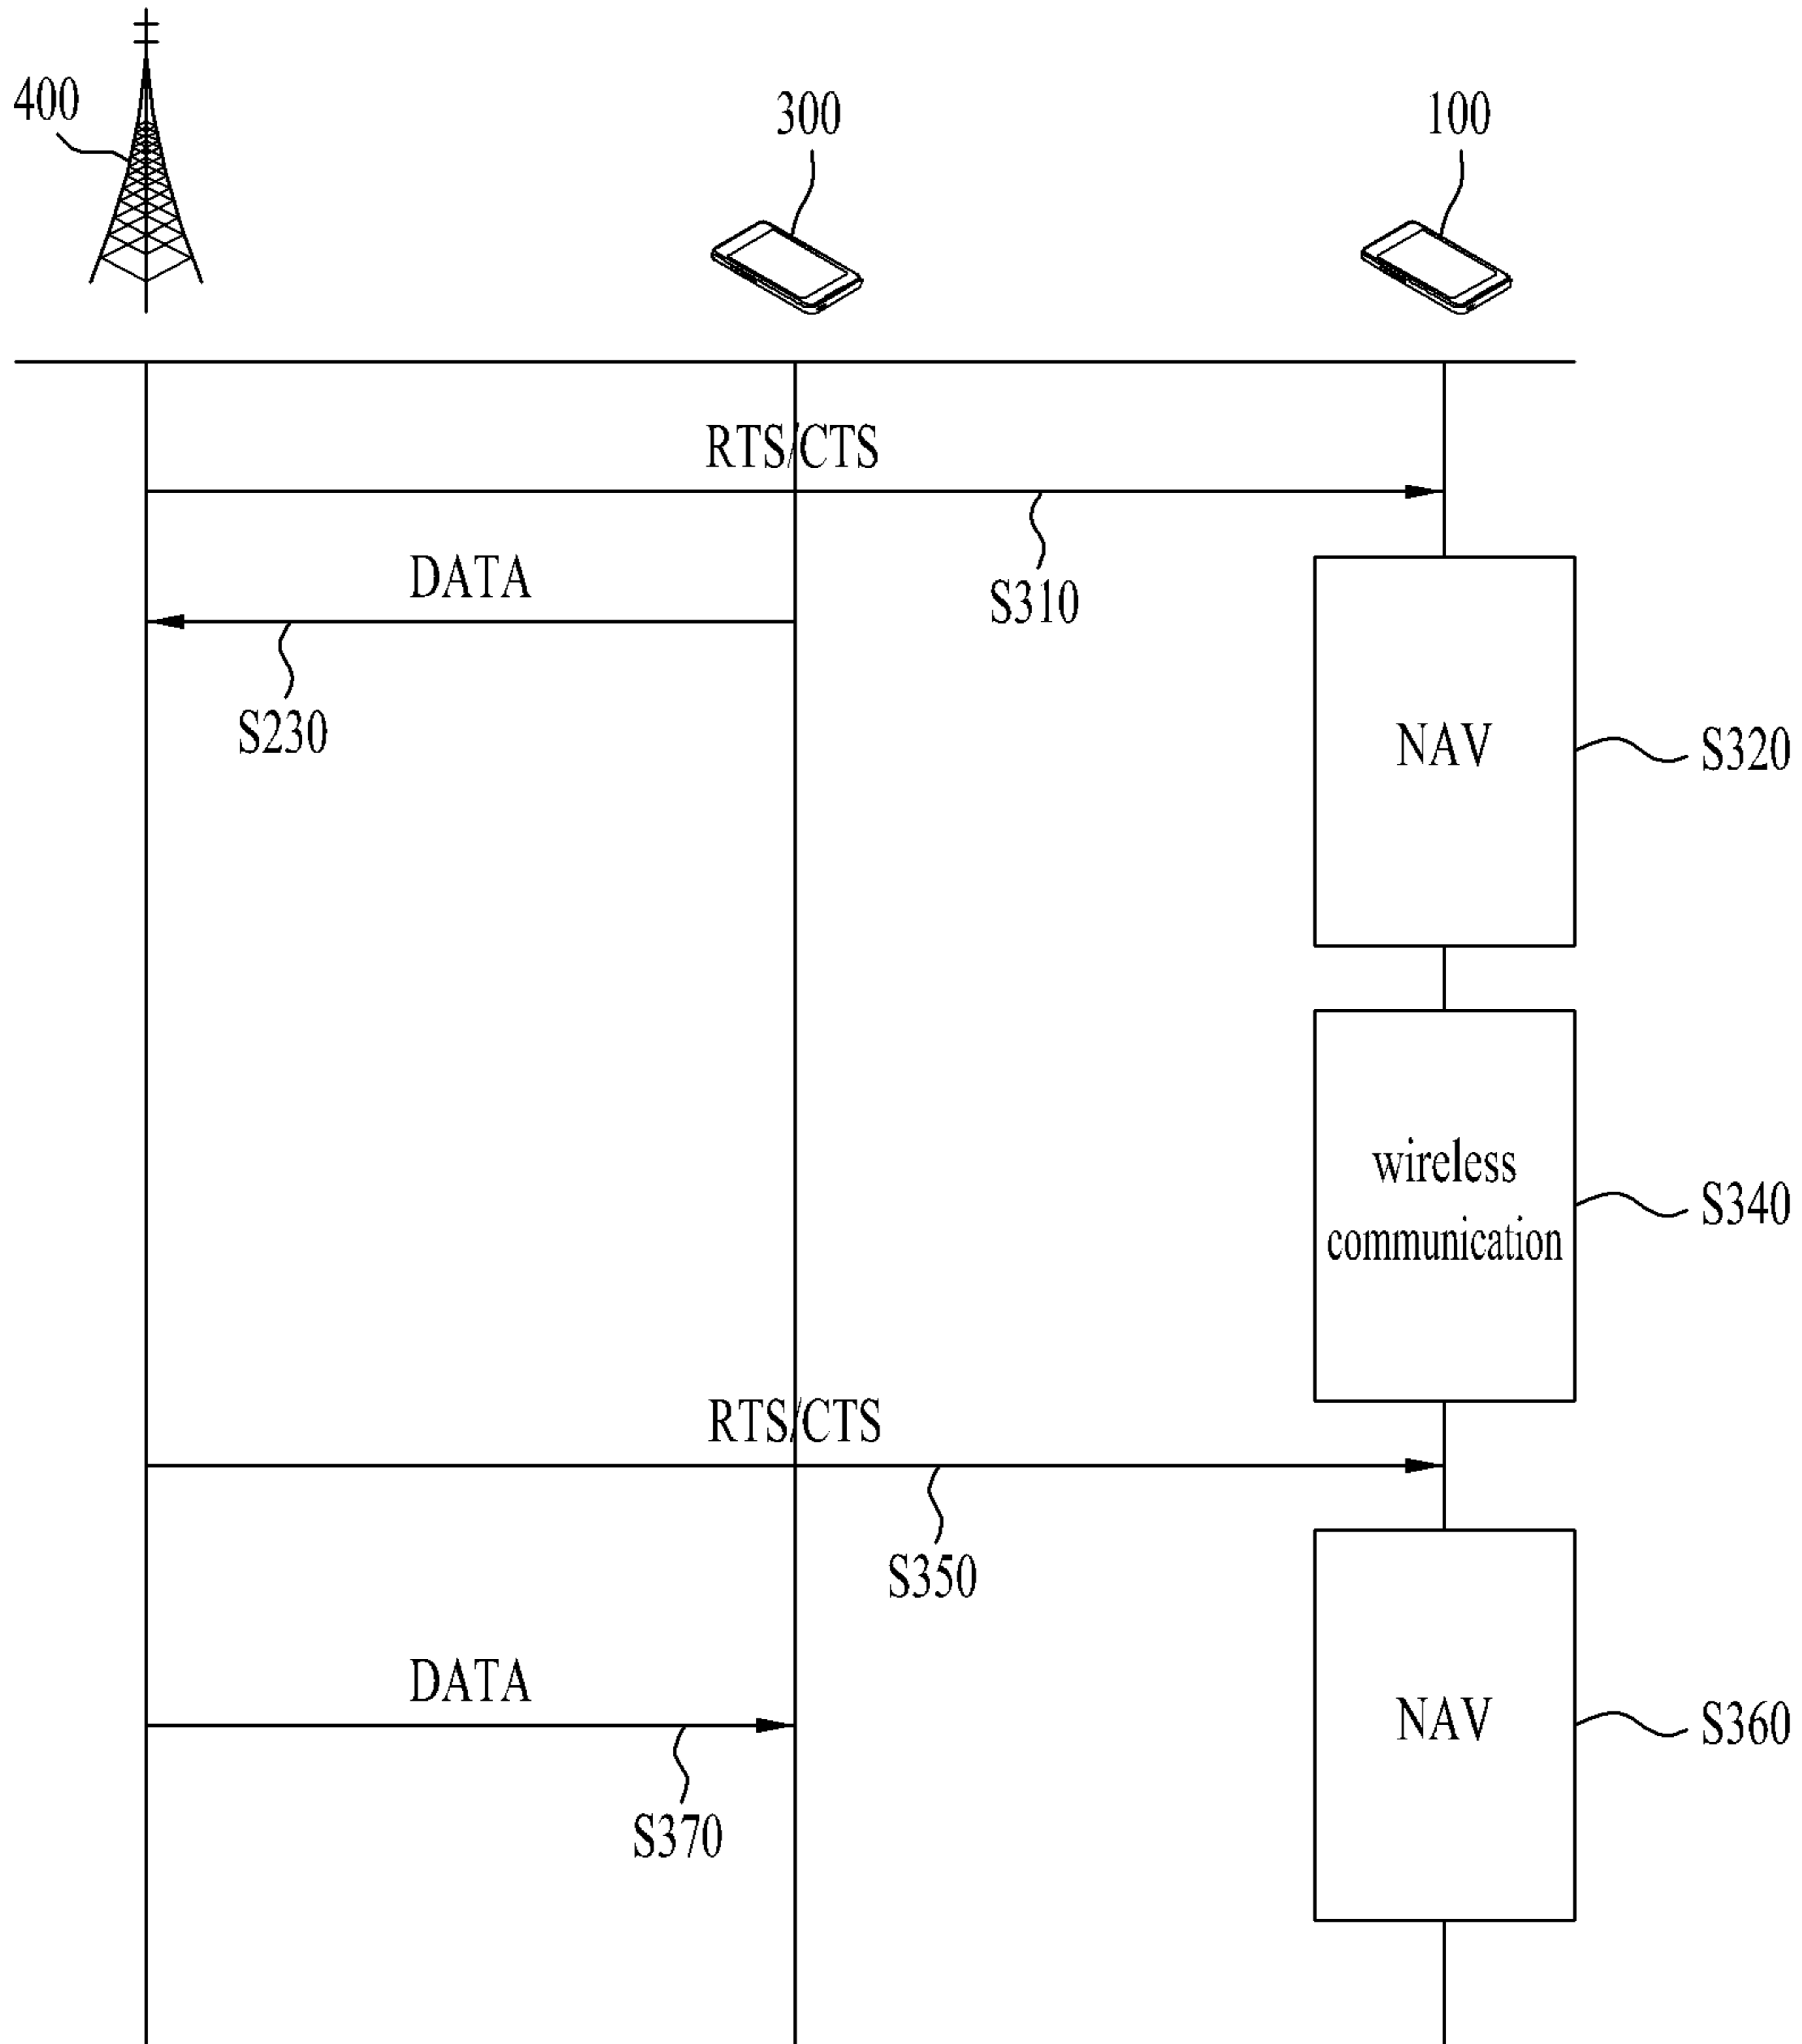 400
300
100
RTS/CTS
S310
DATA
S230
NAV
S320
wireless
communication
S340
RTS/CTS
S350
DATA
S370
NAV
S360